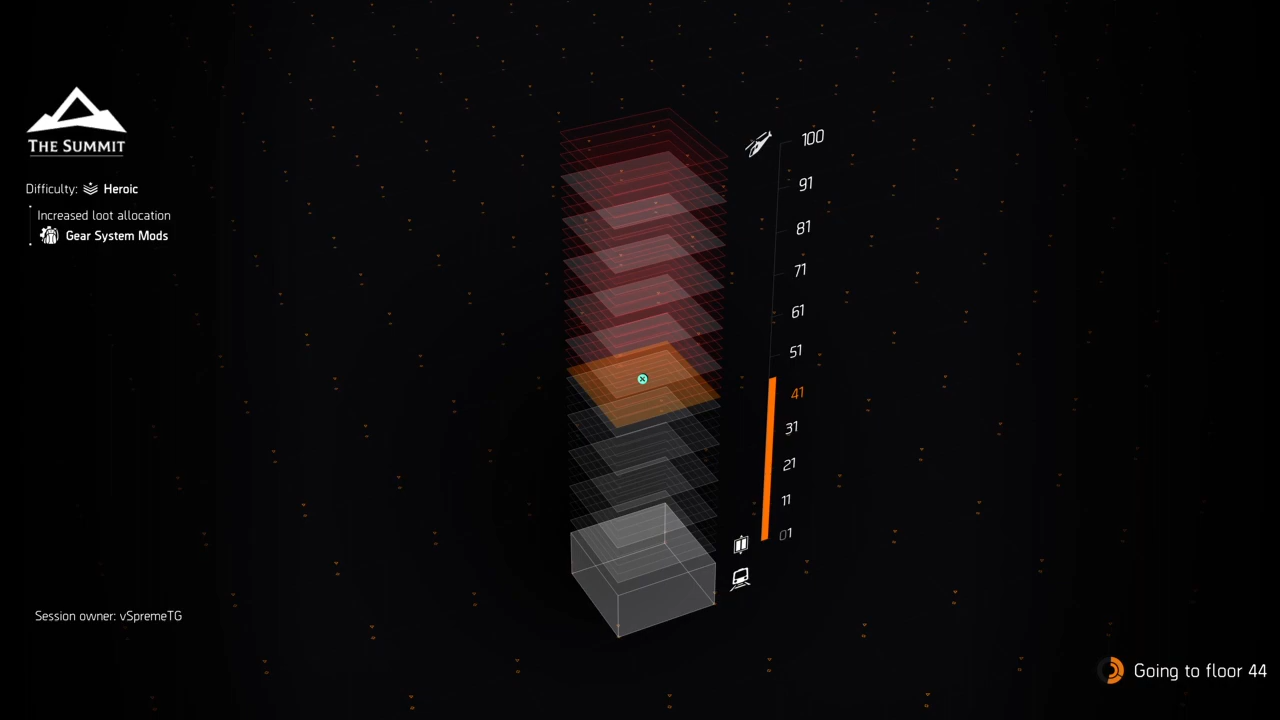 THE SUMMIT
Difficulty: Heroic
Increased loot allocation
Gear System Mods
100
91
81
71
61
51
41
31
21
11
01
Session owner: vSpremeTG
Going to floor 44